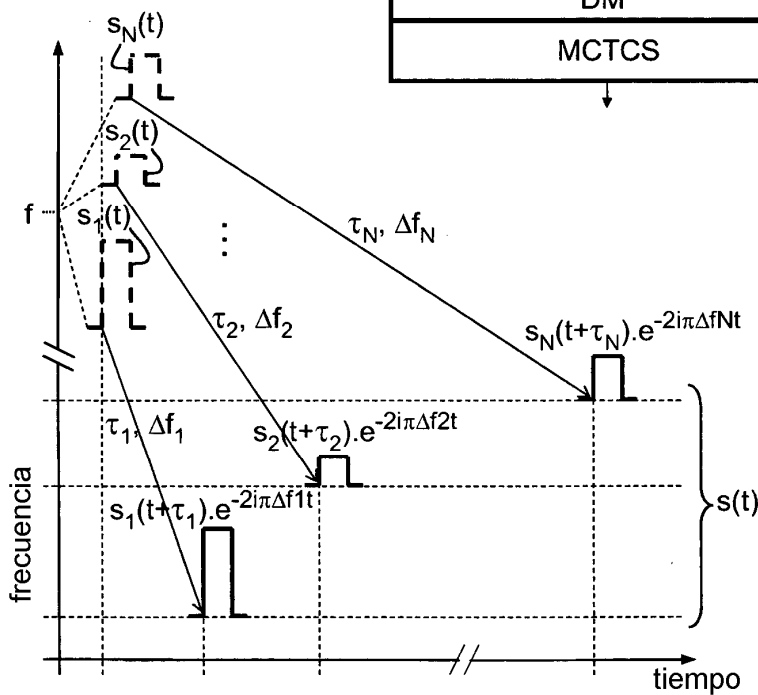 DM
MCTCS
s_N(t)
s_2(t)
f
s_1(t)
τ_N, Δf_N
τ_2, Δf_2
s_N(t+τ_N).e^-2iπΔfNt
τ_1, Δf_1
s_2(t+τ_2).e^-2iπΔf2t
s_1(t+τ_1).e^-2iπΔf1t
s(t)
frecuencia
tiempo